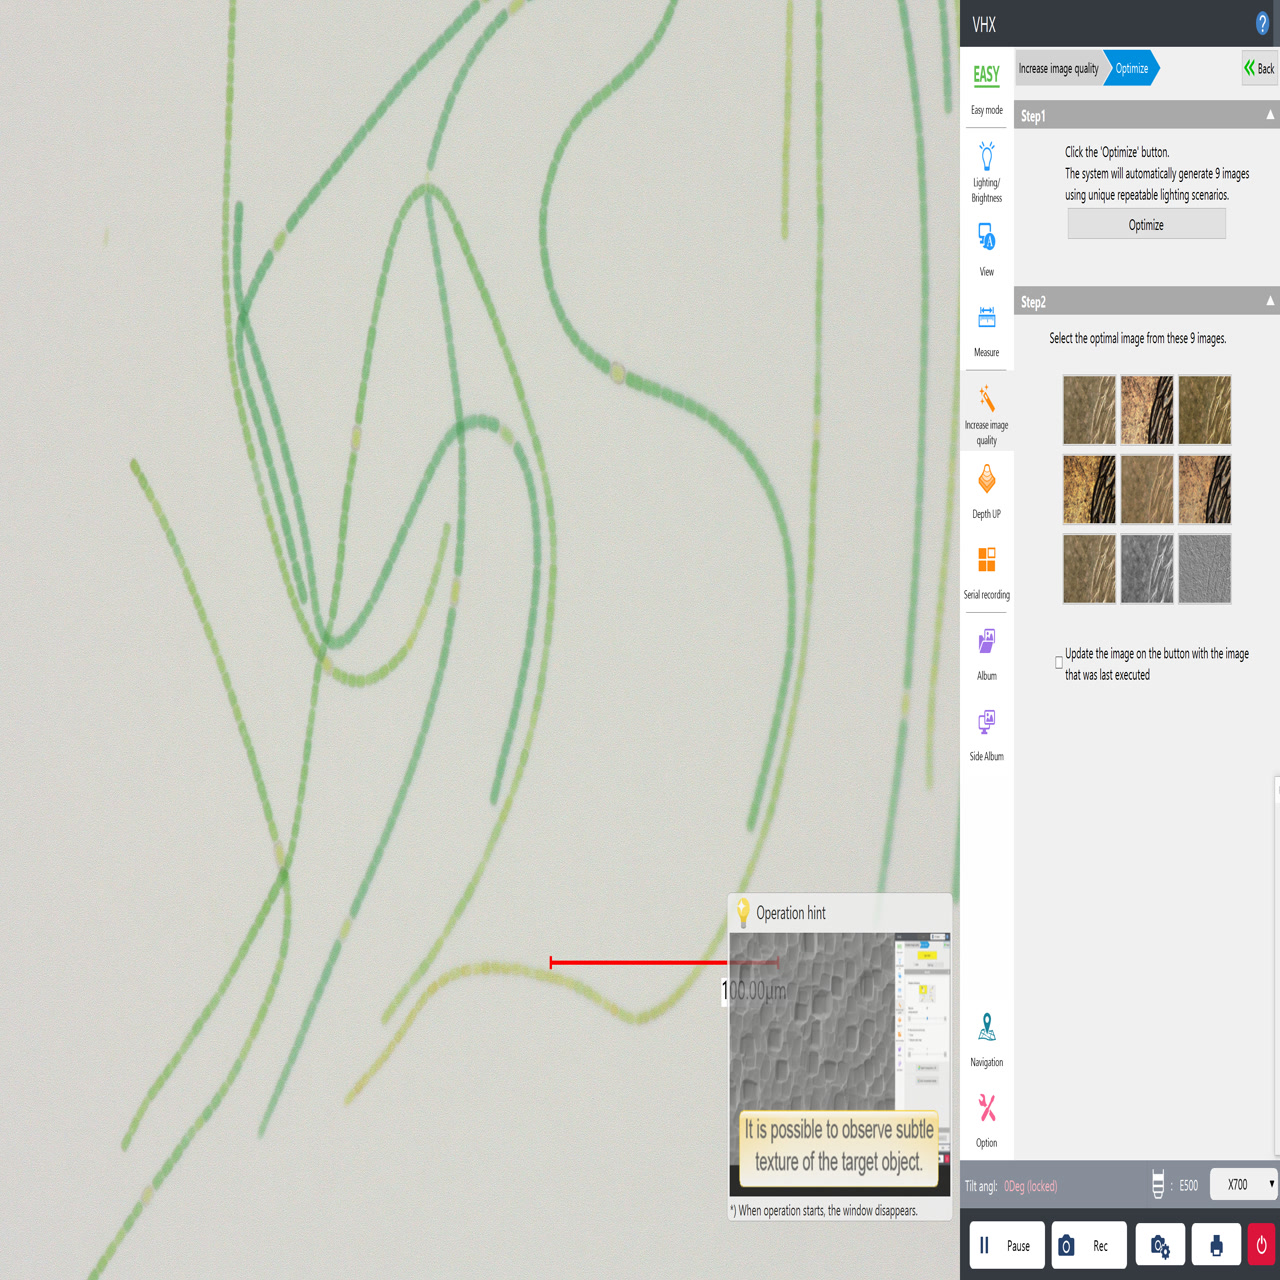 VHX
?
EASY
Easy mode
Increase image quality
Optimize
Back
Step1
Click the 'Optimize' button.
The system will automatically generate 9 images
using unique repeatable lighting scenarios.
Optimize
Lighting/
Brightness
View
Step2
Select the optimal image from these 9 images.
Measure
Increase image
quality
Depth UP
Serial recording
Update the image on the button with the image
that was last executed
Album
Side Album
Operation hint
100.00µm
It is possible to observe subtle
texture of the target object.
*) When operation starts, the window disappears.
Navigation
Option
Tilt angl: 0Deg (locked)
: E500
X700
Pause
Rec